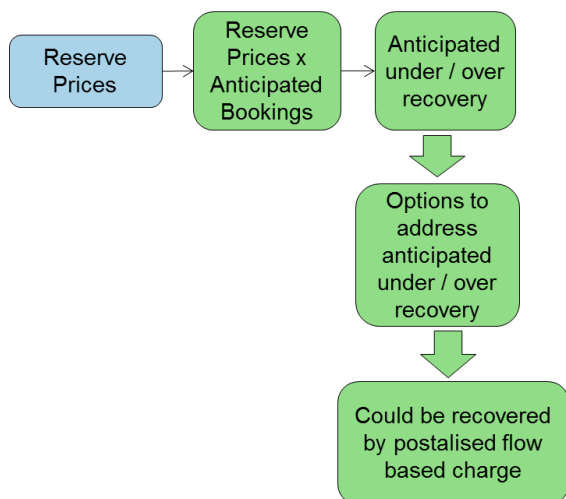 Reserve
Prices
Reserve
Prices x
Anticipated
Bookings
Anticipated
under / over
recovery
Options to
address
anticipated
under / over
recovery
Could be recovered
by postalised flow
based charge